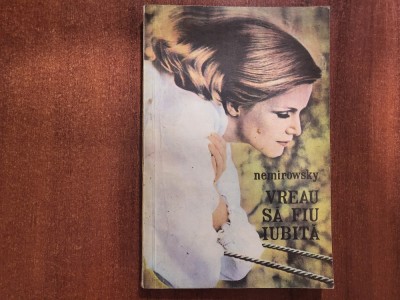 nemirowsky
VREAU
SĂ FIU
IUBITĂ